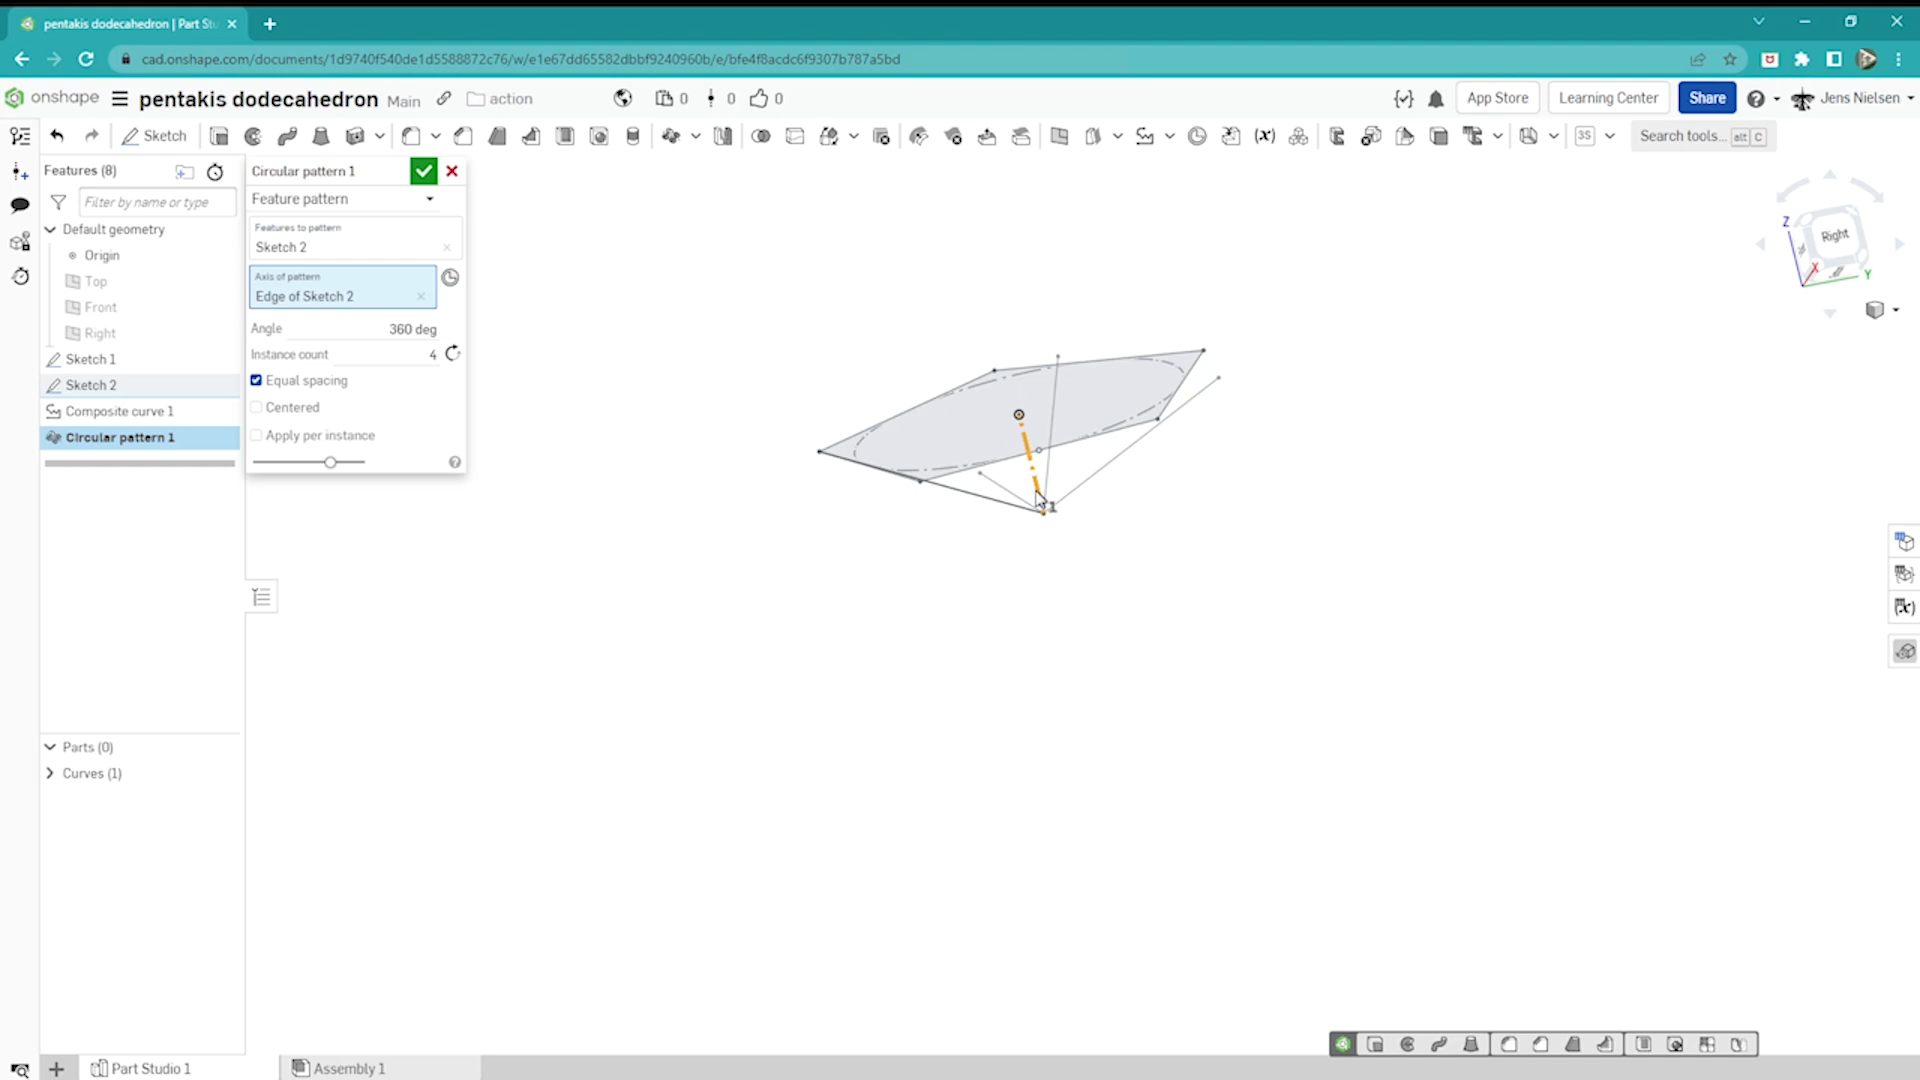 pentakis dodecahedron | Part St
cad.onshape.com/documents/1d9740f540de1d5588872c76/w/e1e67dd65582dbbf9240960b/e/bfe4f8acdc6f9307b787a5bd
onshape pentakis dodecahedron Main action 0 0 0 App Store Learning Center Share Jens Nielsen
Sketch (x) 3S Search tools... alt C
Features (8)
Filter by name or type
Default geometry
Origin
Top
Front
Right
Sketch 1
Sketch 2
Composite curve 1
Circular pattern 1
Circular pattern 1
Feature pattern
Features to pattern
Sketch 2
Axis of pattern
Edge of Sketch 2
Angle 360 deg
Instance count 4
Equal spacing
Centered
Apply per instance
Z
Right
X
Y
(x)
Parts (0)
Curves (1)
Part Studio 1
Assembly 1